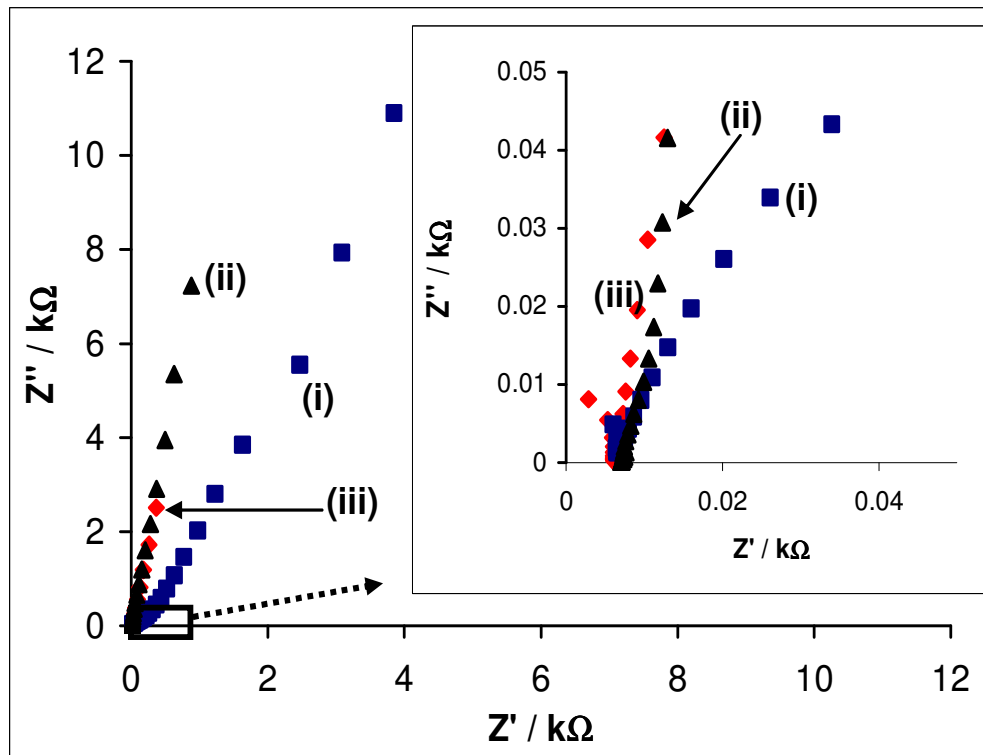 Z'' / kΩ
12
10
8
6
4
2
0
0
2
4
6
8
10
12
Z' / kΩ
(ii)
(i)
(iii)
Z'' / kΩ
0.05
0.04
0.03
0.02
0.01
0
0
0.02
0.04
Z' / kΩ
(ii)
(i)
(iii)